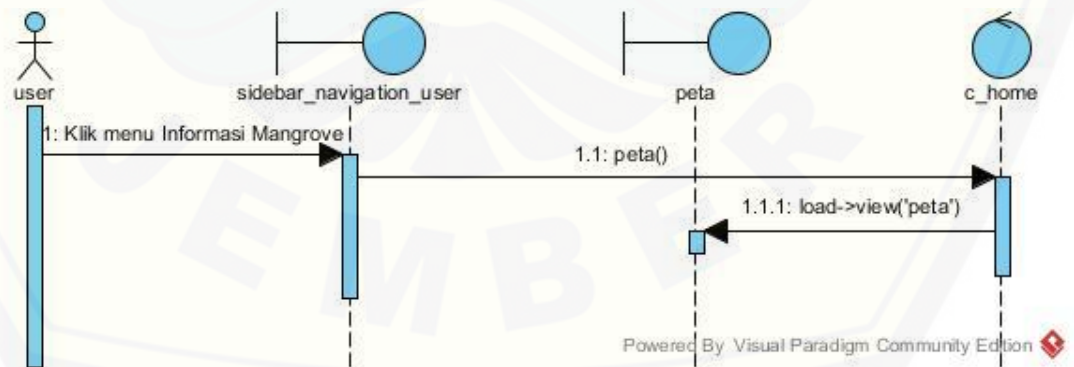 user
sidebar_navigation_user
peta
c_home
1: Klik menu Informasi Mangrove
1.1: peta()
1.1.1: load->view('peta')
EMBER
Powered By Visual Paradigm Community Edition